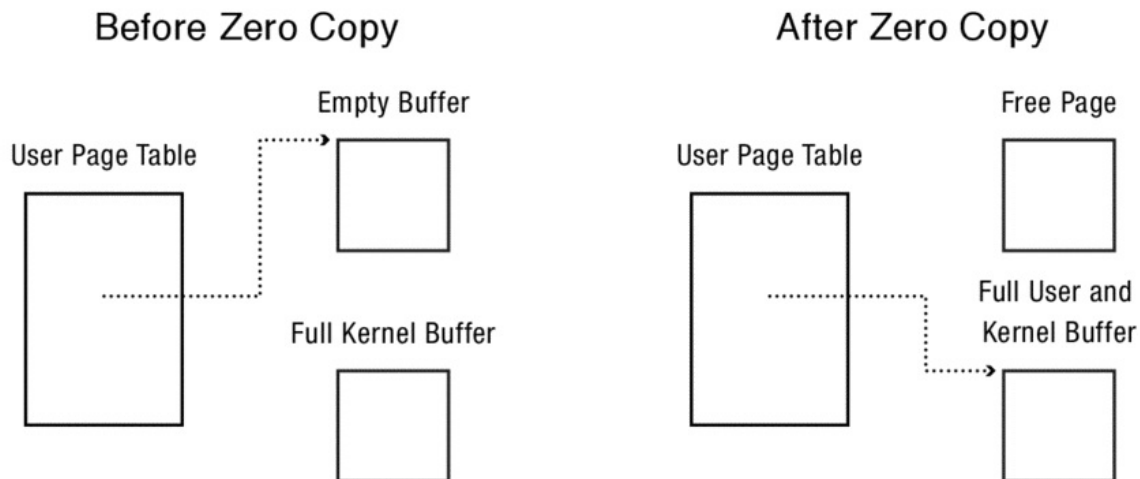 Before Zero Copy
Empty Buffer
User Page Table
Full Kernel Buffer
After Zero Copy
Free Page
User Page Table
Full User and
Kernel Buffer